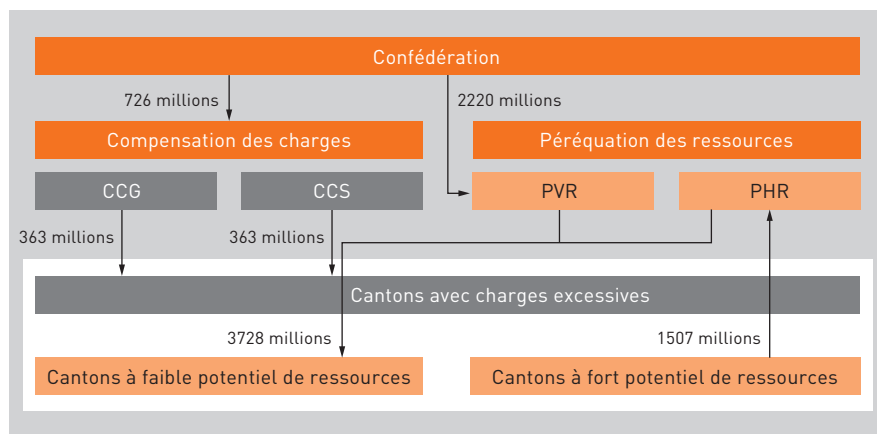 Confédération
726 millions
2220 millions
Compensation des charges
Péréquation des ressources
CCG
CCS
PVR
PHR
363 millions
363 millions
Cantons avec charges excessives
3728 millions
1507 millions
Cantons à faible potentiel de ressources
Cantons à fort potentiel de ressources